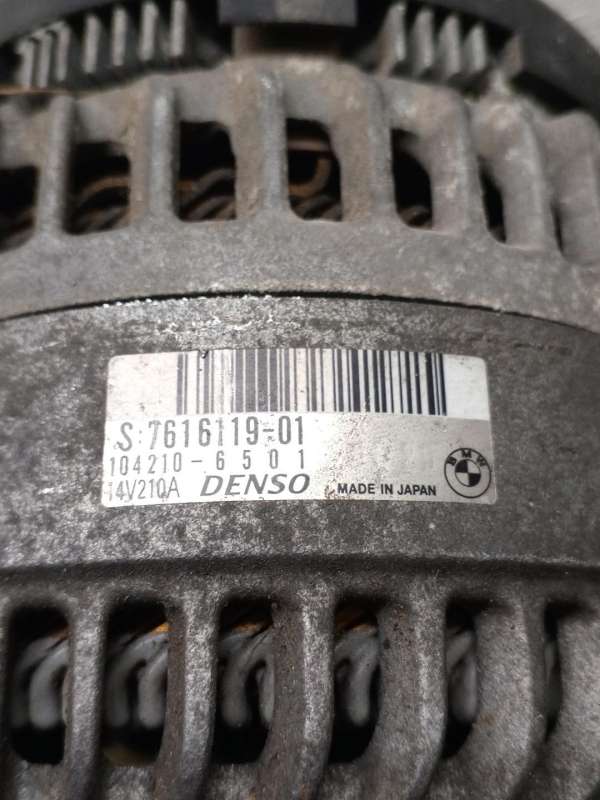 S:7616119-01
104210-6501
14V210A DENSO MADE IN JAPAN
BMW